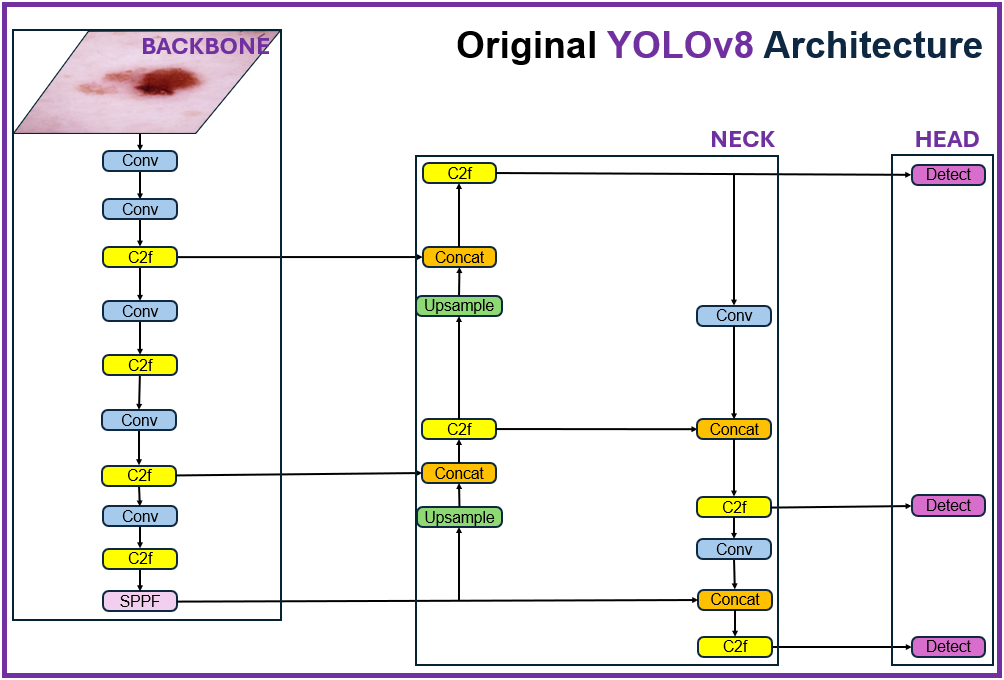 Original YOLOv8 Architecture
BACKBONE
Conv
Conv
C2f
Conv
C2f
Conv
C2f
Conv
C2f
SPPF
NECK
C2f
Concat
Upsample
C2f
Concat
Upsample
Conv
Concat
C2f
Conv
Concat
C2f
HEAD
Detect
Detect
Detect